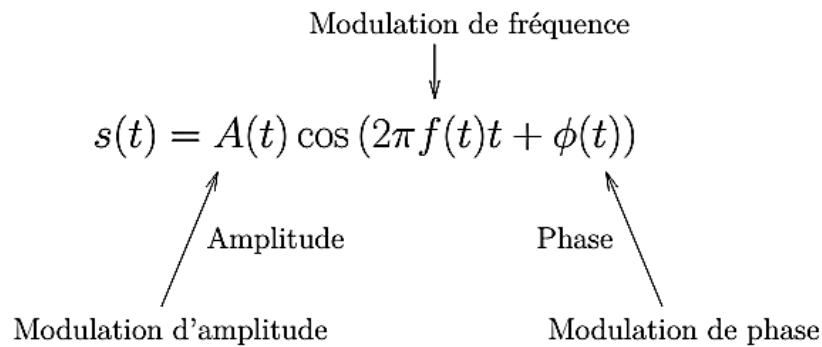 Modulation de fréquence
s(t) = A(t) cos (2πf(t)t + ϕ(t))
Amplitude
Phase
Modulation d'amplitude
Modulation de phase